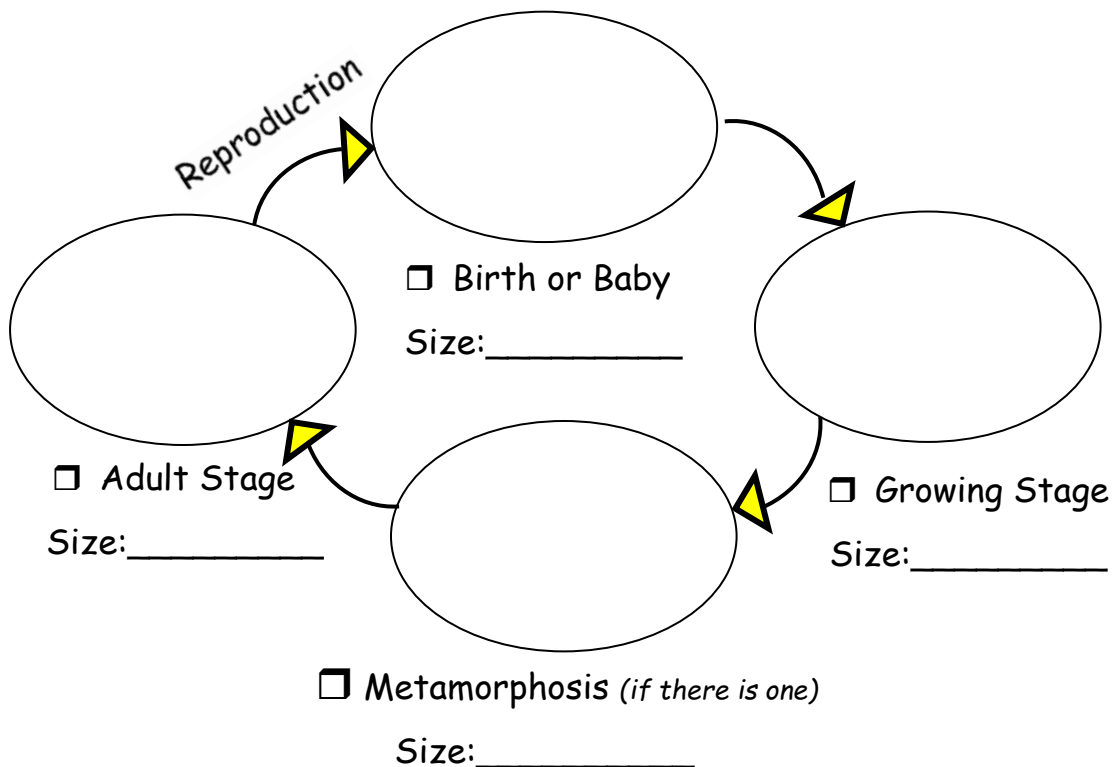 Reproduction
❒ Birth or Baby
Size:_________
❒ Adult Stage
Size:_________
❒ Growing Stage
Size:_________
❒ Metamorphosis (if there is one)
Size:__________